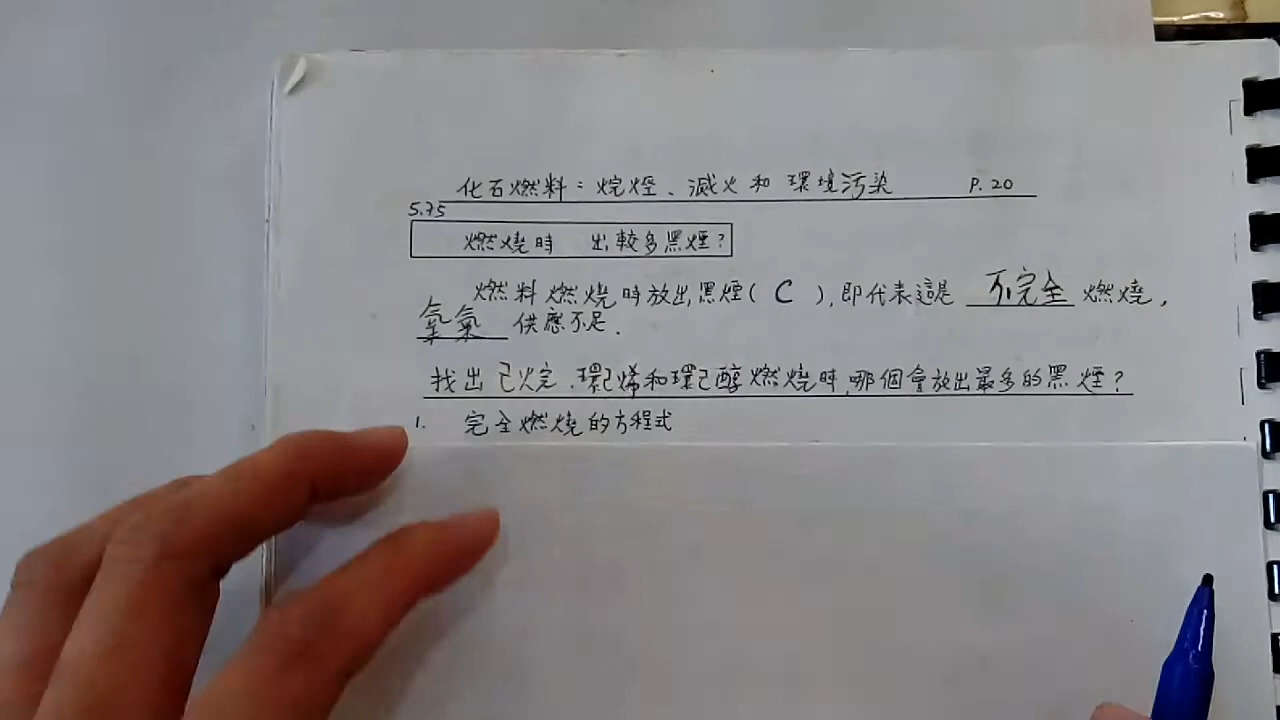 化石燃料：烷烴、滅火和環境污染 P. 20
5.75
燃燒時 出較多黑煙？
燃料燃燒時放出黑煙( C )，即代表這是 不完全 燃燒，
氧氣 供應不足．
找出己烷、環己烯和環己醇燃燒時，哪個會放出最多的黑煙？
1. 完全燃燒的方程式